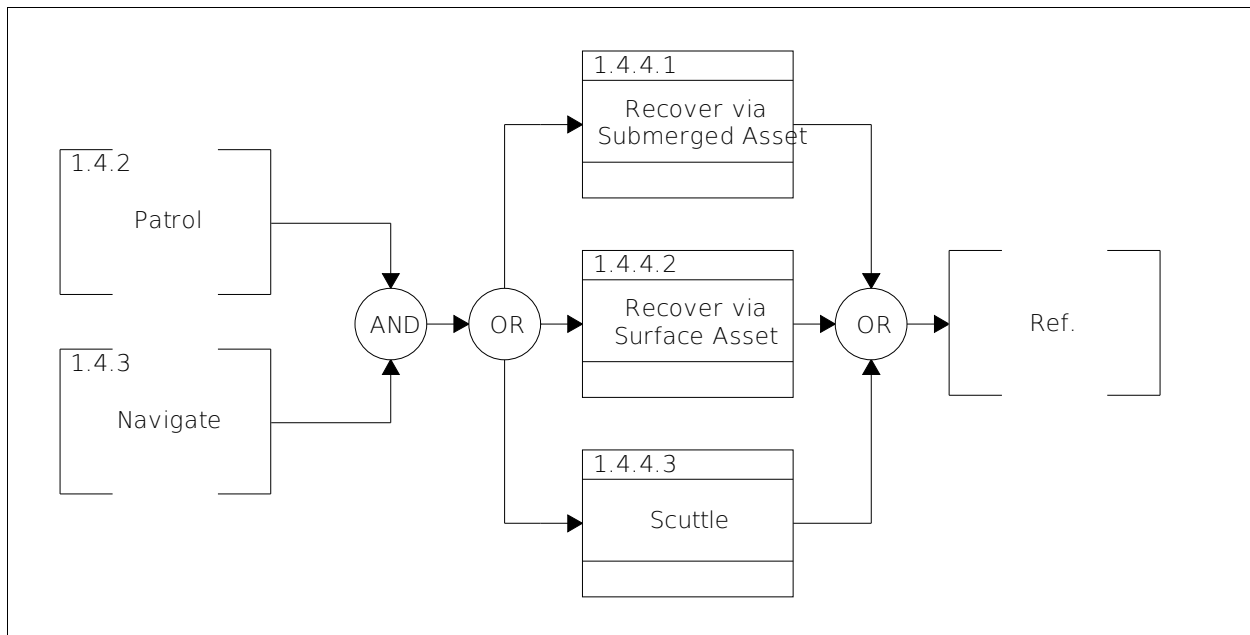 1.4.2
Patrol
1.4.3
Navigate
AND
OR
1.4.4.1
Recover via
Submerged Asset
1.4.4.2
Recover via
Surface Asset
1.4.4.3
Scuttle
OR
Ref.